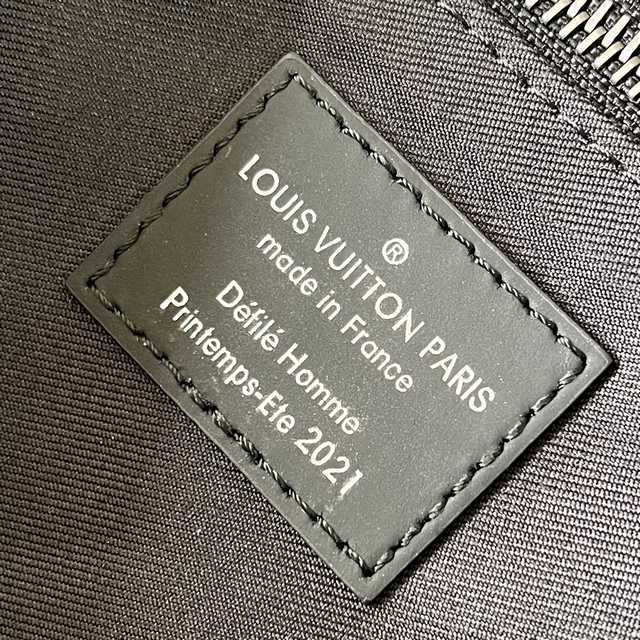 ®
LOUIS VUITTON PARIS
made in France
Défilé Homme
Printemps-Ete 2021